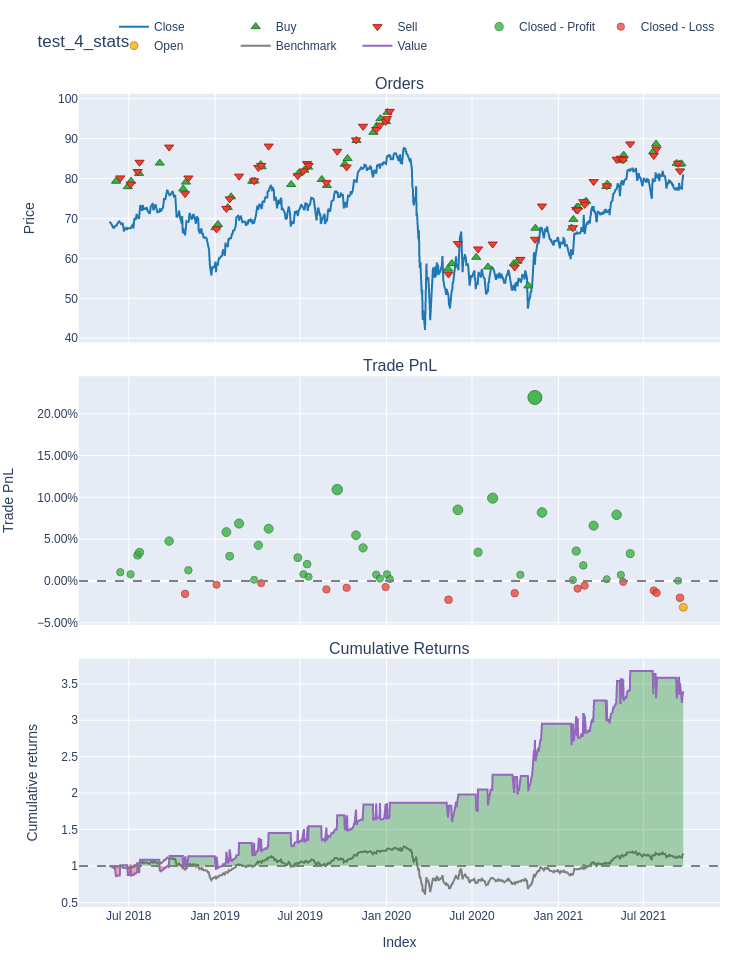 test_4_stats
Close
Buy
Sell
Closed - Profit
Closed - Loss
Open
Benchmark
Value
Orders
100
90
80
70
60
50
40
Price
Trade PnL
20.00%
15.00%
10.00%
5.00%
0.00%
−5.00%
Trade PnL
Cumulative Returns
3.5
3
2.5
2
1.5
1
0.5
Cumulative returns
Jul 2018
Jan 2019
Jul 2019
Jan 2020
Jul 2020
Jan 2021
Jul 2021
Index